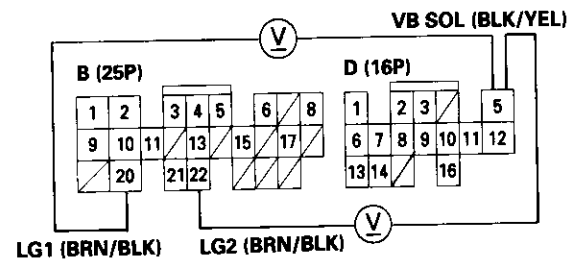 VB SOL (BLK/YEL)
V
B (25P)
D (16P)
1 2 3 4 5 6 8
9 10 11 13 15 17
20 21 22
1 2 3 5
6 7 8 9 10 11 12
13 14 16
V
LG1 (BRN/BLK)
LG2 (BRN/BLK)